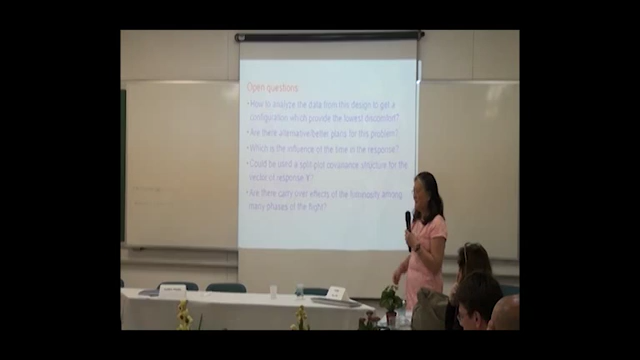 Open questions
• How to analyze the data from this design to get a
configuration which provide the lowest discomfort?
• Are there alternative/better plans for this problem?
• Which is the influence of the time in the response?
• Could be used a split-plot covariance structure for the
vector of response Y?
• Are there carry over effects of the luminosity among
many phases of the flight?